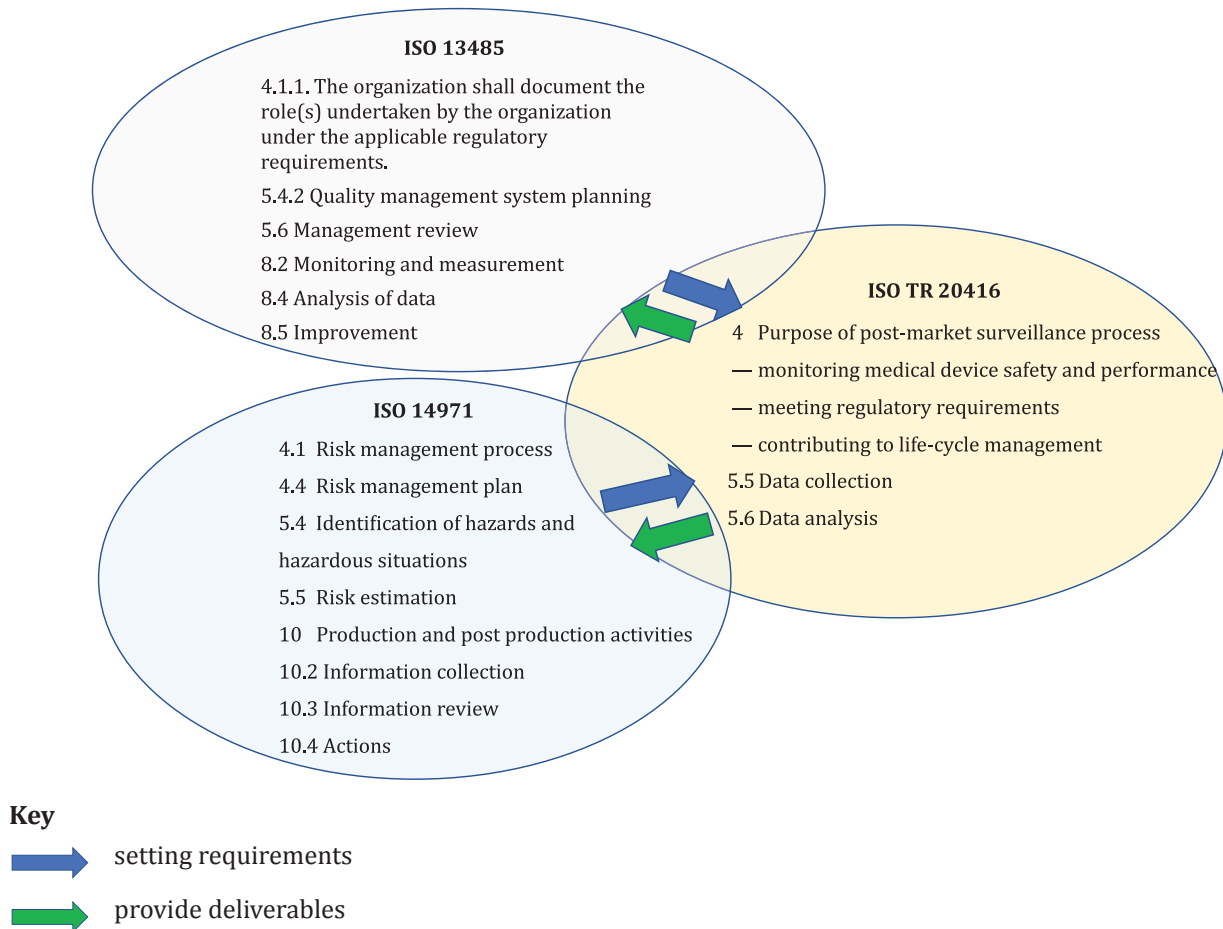 ISO 13485
4.1.1. The organization shall document the
role(s) undertaken by the organization
under the applicable regulatory
requirements.
5.4.2 Quality management system planning
5.6 Management review
8.2 Monitoring and measurement
8.4 Analysis of data
8.5 Improvement
ISO TR 20416
4 Purpose of post-market surveillance process
— monitoring medical device safety and performance
— meeting regulatory requirements
— contributing to life-cycle management
5.5 Data collection
5.6 Data analysis
ISO 14971
4.1 Risk management process
4.4 Risk management plan
5.4 Identification of hazards and
hazardous situations
5.5 Risk estimation
10 Production and post production activities
10.2 Information collection
10.3 Information review
10.4 Actions
Key
setting requirements
provide deliverables